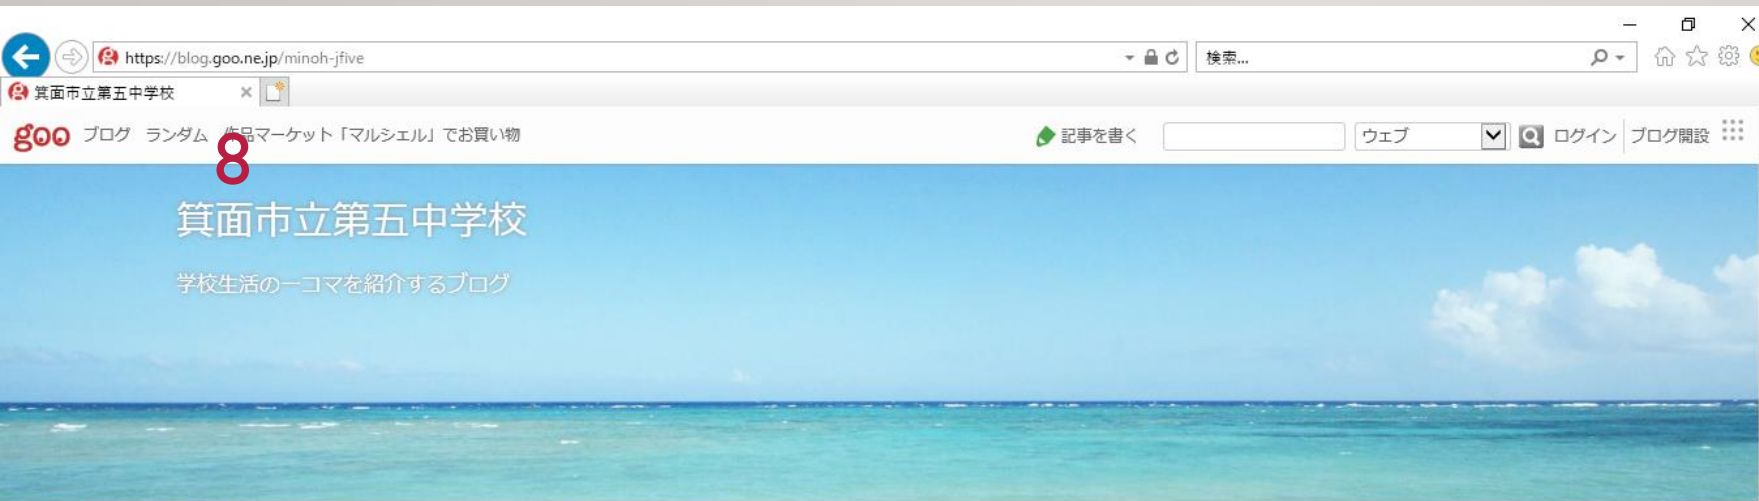 https://blog.goo.ne.jp/minoh-jfive
検索...
箕面市立第五中学校
goo ブログ ランダム 作品マーケット「マルシェル」でお買い物 記事を書く ウェブ ログイン ブログ開設
8
箕面市立第五中学校
学校生活の一コマを紹介するブログ